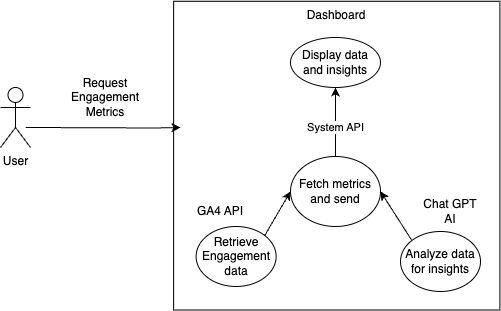 Dashboard
Display data
and insights
Request
Engagement
Metrics
System API
User
Fetch metrics
and send
GA4 API
Chat GPT
AI
Retrieve
Engagement
data
Analyze data
for insights